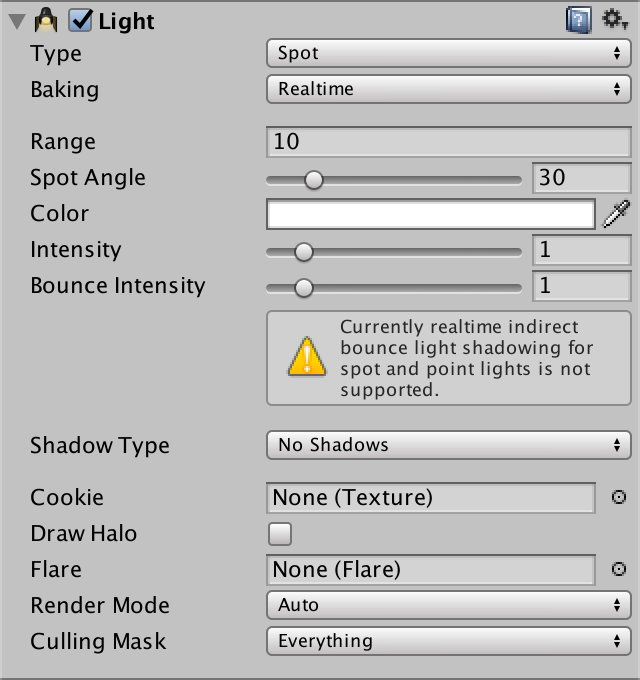 Light
Type Spot
Baking Realtime
Range 10
Spot Angle 30
Color
Intensity 1
Bounce Intensity 1
Currently realtime indirect
bounce light shadowing for
spot and point lights is not
supported.
Shadow Type No Shadows
Cookie None (Texture)
Draw Halo
Flare None (Flare)
Render Mode Auto
Culling Mask Everything